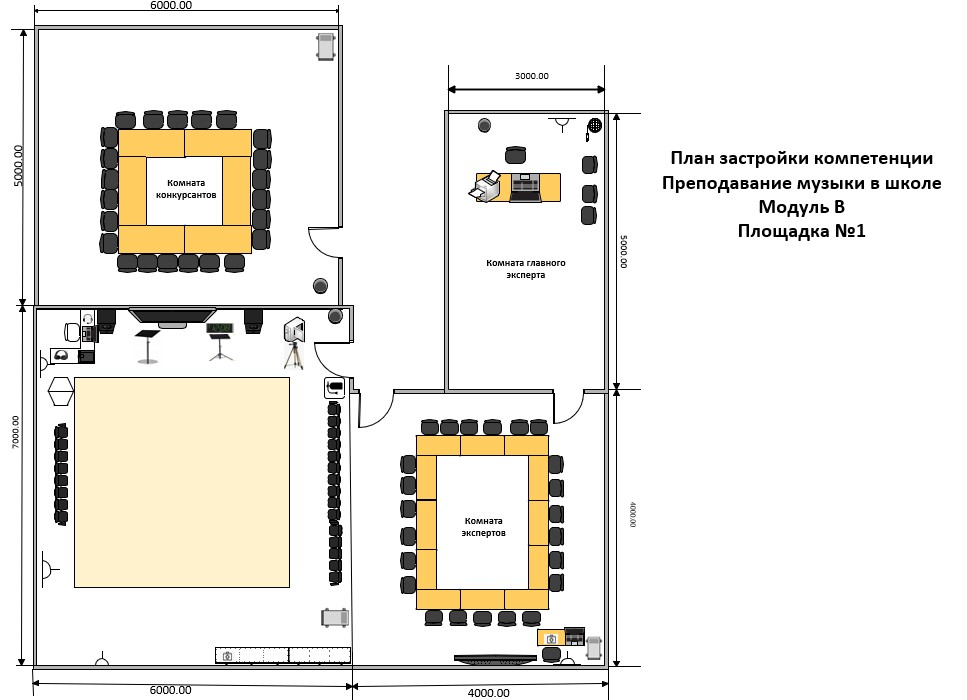 6000.00
3000.00
План застройки компетенции
Преподавание музыки в школе
Модуль В
Площадка №1
5000.00
Комната
конкурсантов
5000.00
Комната главного
эксперта
7000.00
4000.00
Комната
экспертов
6000.00
4000.00